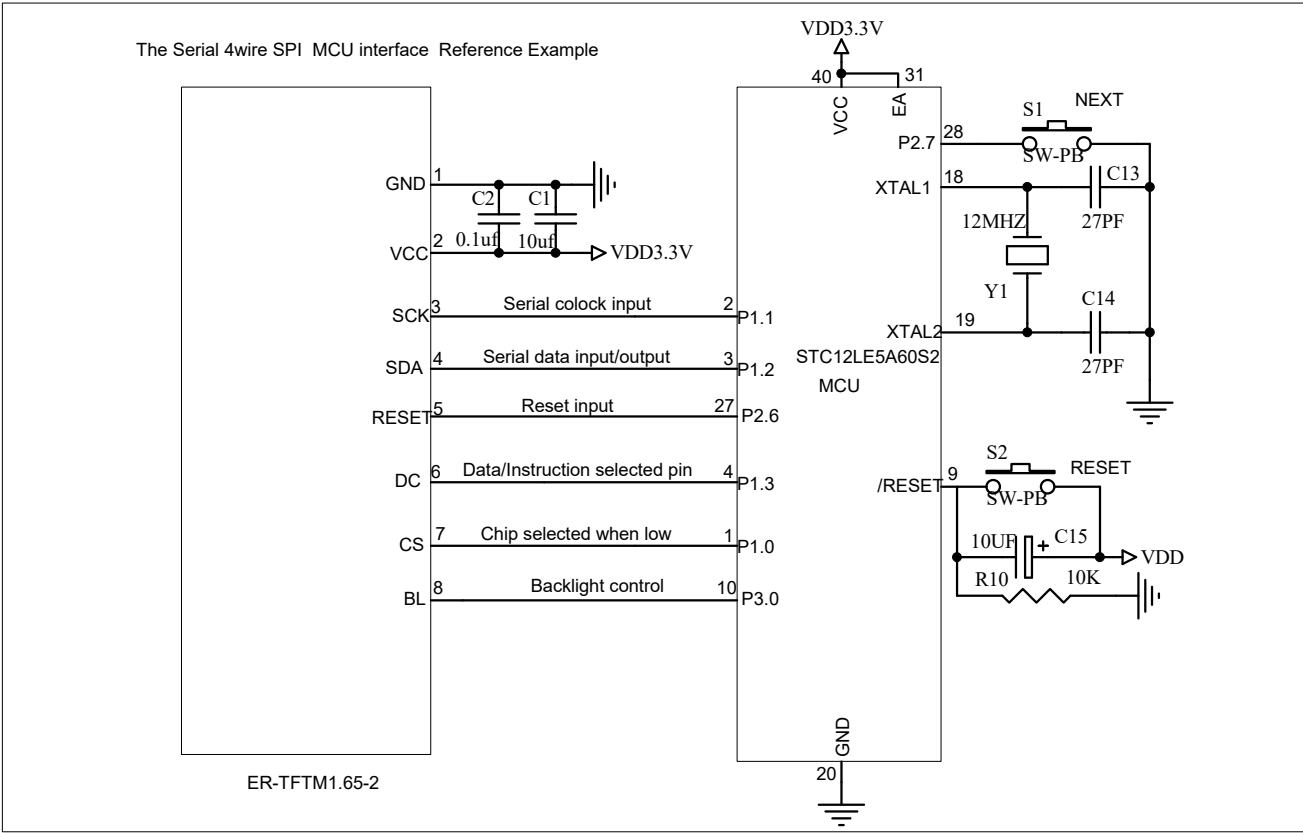 The Serial 4wire SPI MCU interface Reference Example
VDD3.3V
40
31
VCC
EA
GND
1
C2
C1
0.1uf
10uf
VCC
2
VDD3.3V
SCK
3
Serial colock input
2
P1.1
SDA
4
Serial data input/output
3
P1.2
RESET
5
Reset input
27
P2.6
DC
6
Data/Instruction selected pin
4
P1.3
CS
7
Chip selected when low
1
P1.0
BL
8
Backlight control
10
P3.0
ER-TFTM1.65-2
STC12LE5A60S2
MCU
P2.7
28
S1
NEXT
SW-PB
XTAL1
18
C13
27PF
12MHZ
Y1
XTAL2
19
C14
27PF
/RESET
9
S2
RESET
SW-PB
10UF
+
C15
VDD
R10
10K
GND
20